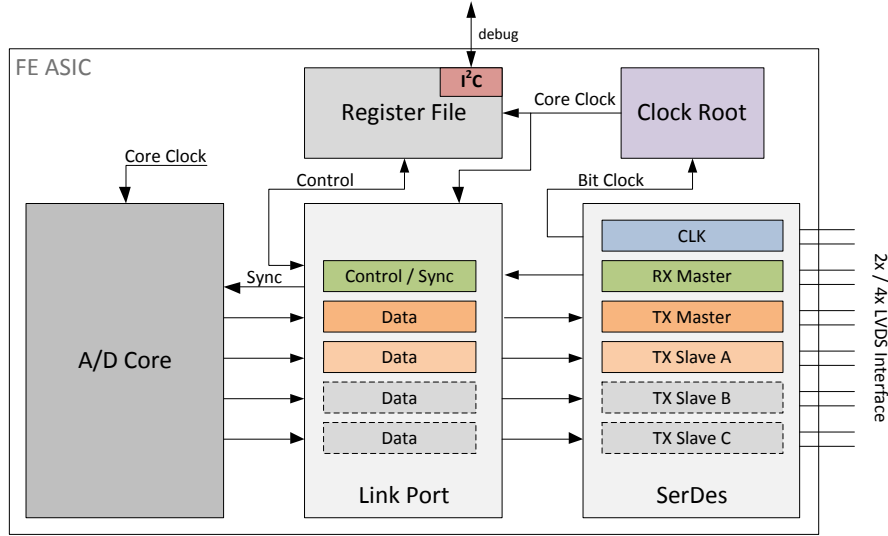 debug
FE ASIC
I²C
Register File
Core Clock
Clock Root
Core Clock
Control
Bit Clock
CLK
Sync
Control / Sync
RX Master
Data
TX Master
A/D Core
Data
TX Slave A
Data
TX Slave B
Data
TX Slave C
Link Port
SerDes
2x / 4x LVDS Interface